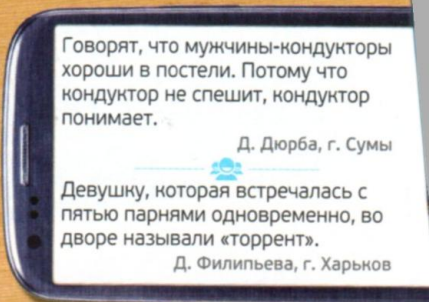 Говорят, что мужчины-кондукторы
хороши в постели. Потому что
кондуктор не спешит, кондуктор
понимает.
Д. Дюрба, г. Сумы
Девушку, которая встречалась с
пятью парнями одновременно, во
дворе называли «торрент».
Д. Филипьева, г. Харьков